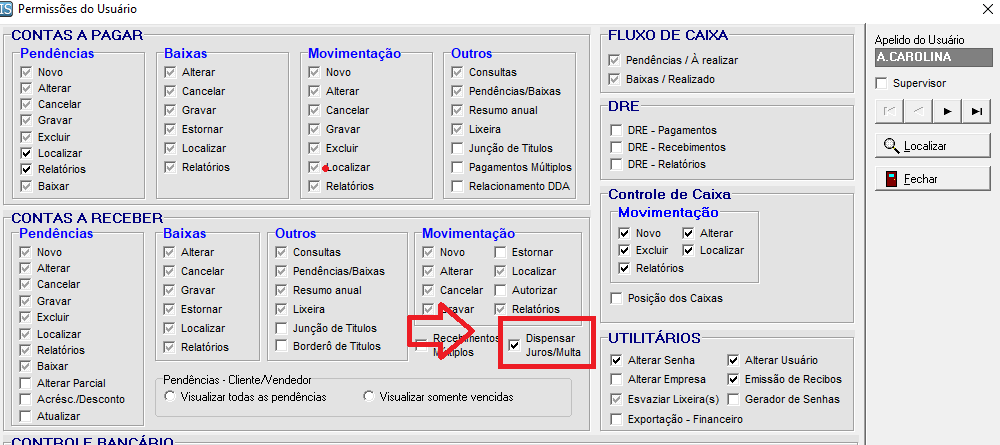 IS Permissões do Usuário
CONTAS A PAGAR
Pendências
Novo
Alterar
Cancelar
Gravar
Excluir
Localizar
Relatórios
Baixar
Baixas
Alterar
Cancelar
Gravar
Estornar
Localizar
Relatórios
Movimentação
Novo
Alterar
Cancelar
Gravar
Excluir
Localizar
Relatórios
Outros
Consultas
Pendências/Baixas
Resumo anual
Lixeira
Junção de Titulos
Pagamentos Múltiplos
Relacionamento DDA
CONTAS A RECEBER
Pendências
Novo
Alterar
Cancelar
Gravar
Excluir
Localizar
Relatórios
Baixar
Alterar Parcial
Acrésc./Desconto
Atualizar
Baixas
Alterar
Cancelar
Gravar
Estornar
Localizar
Relatórios
Outros
Consultas
Pendências/Baixas
Resumo anual
Lixeira
Junção de Titulos
Borderô de Titulos
Movimentação
Novo
Alterar
Cancelar
Gravar
Estornar
Localizar
Autorizar
Relatórios
Recebimentos
Múltiplos
Dispensar
Juros/Multa
Pendências - Cliente/Vendedor
Visualizar todas as pendências
Visualizar somente vencidas
CONTROLE BANCÁRIO
FLUXO DE CAIXA
Pendências / À realizar
Baixas / Realizado
DRE
DRE - Pagamentos
DRE - Recebimentos
DRE - Relatórios
Controle de Caixa
Movimentação
Novo
Alterar
Excluir
Localizar
Relatórios
Posição dos Caixas
UTILITÁRIOS
Alterar Senha
Alterar Usuário
Alterar Empresa
Emissão de Recibos
Esvaziar Lixeira(s)
Gerador de Senhas
Exportação - Financeiro
Apelido do Usuário
A.CAROLINA
Supervisor
Localizar
Fechar